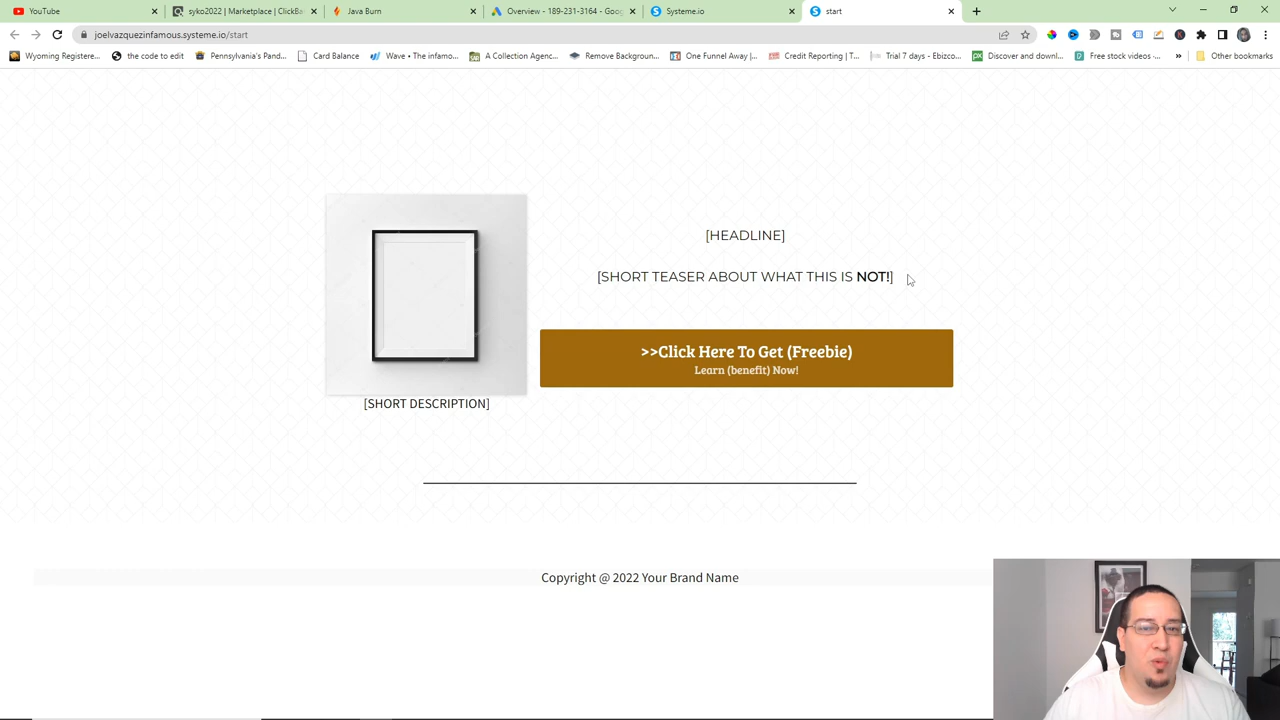 YouTube
syko2022 | Marketplace | ClickBa
Java Burn
Overview - 189-231-3164 - Goog
Systeme.io
start
joelvazquezinfamous.systeme.io/start
Wyoming Registere...
the code to edit
Pennsylvania's Pand...
Card Balanct...
Wave • The infamo...
A Collection Agenc...
Remove Backgroun...
One Funnel Away |...
Credit Reporting | T...
Trial 7 days - Ebizco...
Discover and downl...
Free stock videos -...
Other bookmarks
[HEADLINE]
[SHORT TEASER ABOUT WHAT THIS IS NOT!]
>>Click Here To Get (Freebie)
Learn (benefit) Now!
[SHORT DESCRIPTION]
Copyright @ 2022 Your Brand Name